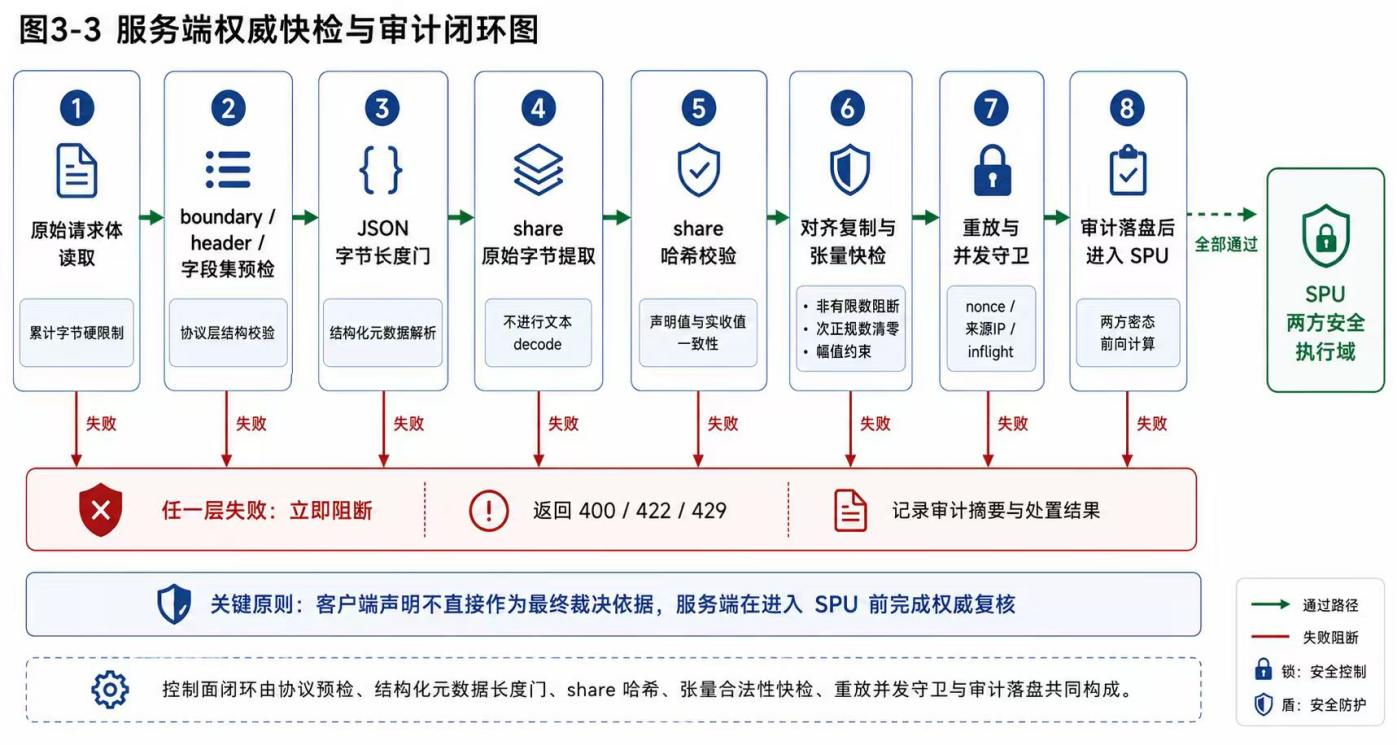 图3-3 服务端权威快检与审计闭环图
1
原始请求体
读取
累计字节硬限制
2
boundary /
header /
字段集预检
协议层结构校验
3
{ }
JSON
字节长度门
结构化元数据解析
4
share
原始字节提取
不进行文本
decode
5
share
哈希校验
声明值与实收值
一致性
6
对齐复制与
张量快检
• 非有限数阻断
• 次正规数清零
• 幅值约束
7
重放与
并发守卫
nonce /
来源IP /
inflight
8
审计落盘后
进入 SPU
两方密态
前向计算
全部通过
SPU
两方安全
执行域
失败
失败
失败
失败
失败
失败
失败
失败
任一层失败：立即阻断
返回 400 / 422 / 429
记录审计摘要与处置结果
关键原则：客户端声明不直接作为最终裁决依据，服务端在进入 SPU 前完成权威复核
控制面闭环由协议预检、结构化元数据长度门、share 哈希、张量合法性快检、重放并发守卫与审计落盘共同构成。
通过路径
失败阻断
锁：安全控制
盾：安全防护